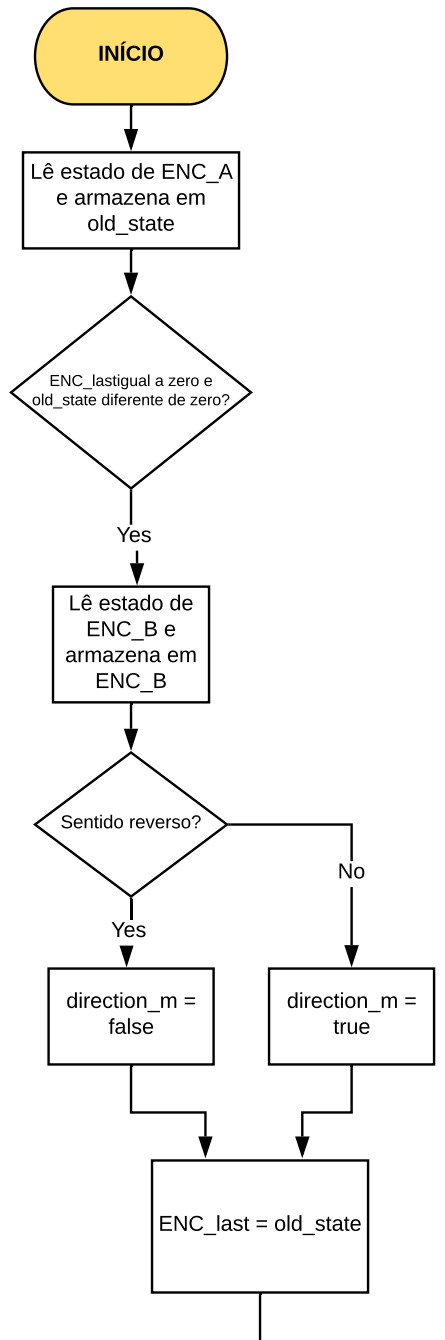 INÍCIO
Lê estado de ENC_A
e armazena em
old_state
ENC_lastigual a zero e
old_state diferente de zero?
Yes
Lê estado de
ENC_B e
armazena em
ENC_B
Sentido reverso?
No
Yes
direction_m =
false
direction_m =
true
ENC_last = old_state